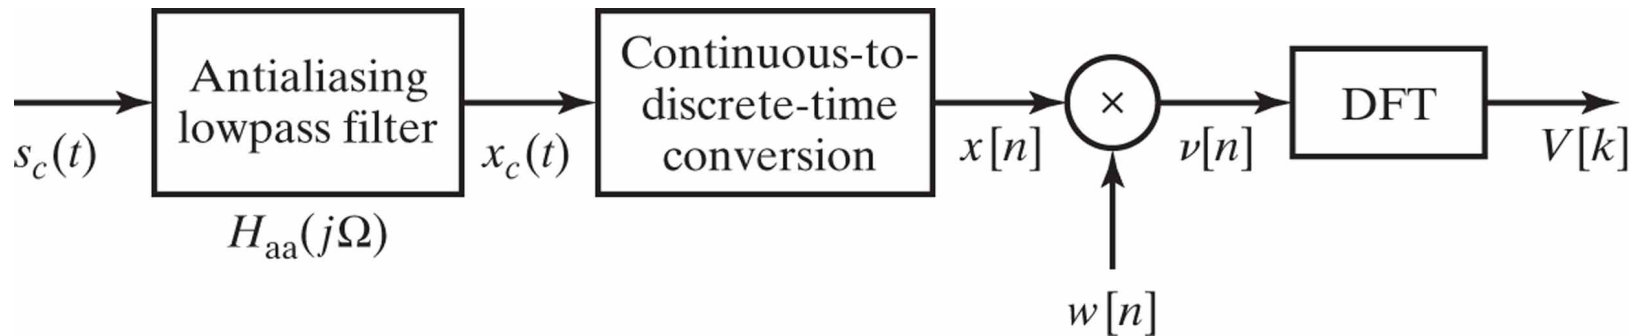 Antialiasing
lowpass filter
Continuous-to-
discrete-time
conversion
×
DFT
s_c(t)
x_c(t)
x[n]
ν[n]
V[k]
H_aa(jΩ)
w[n]